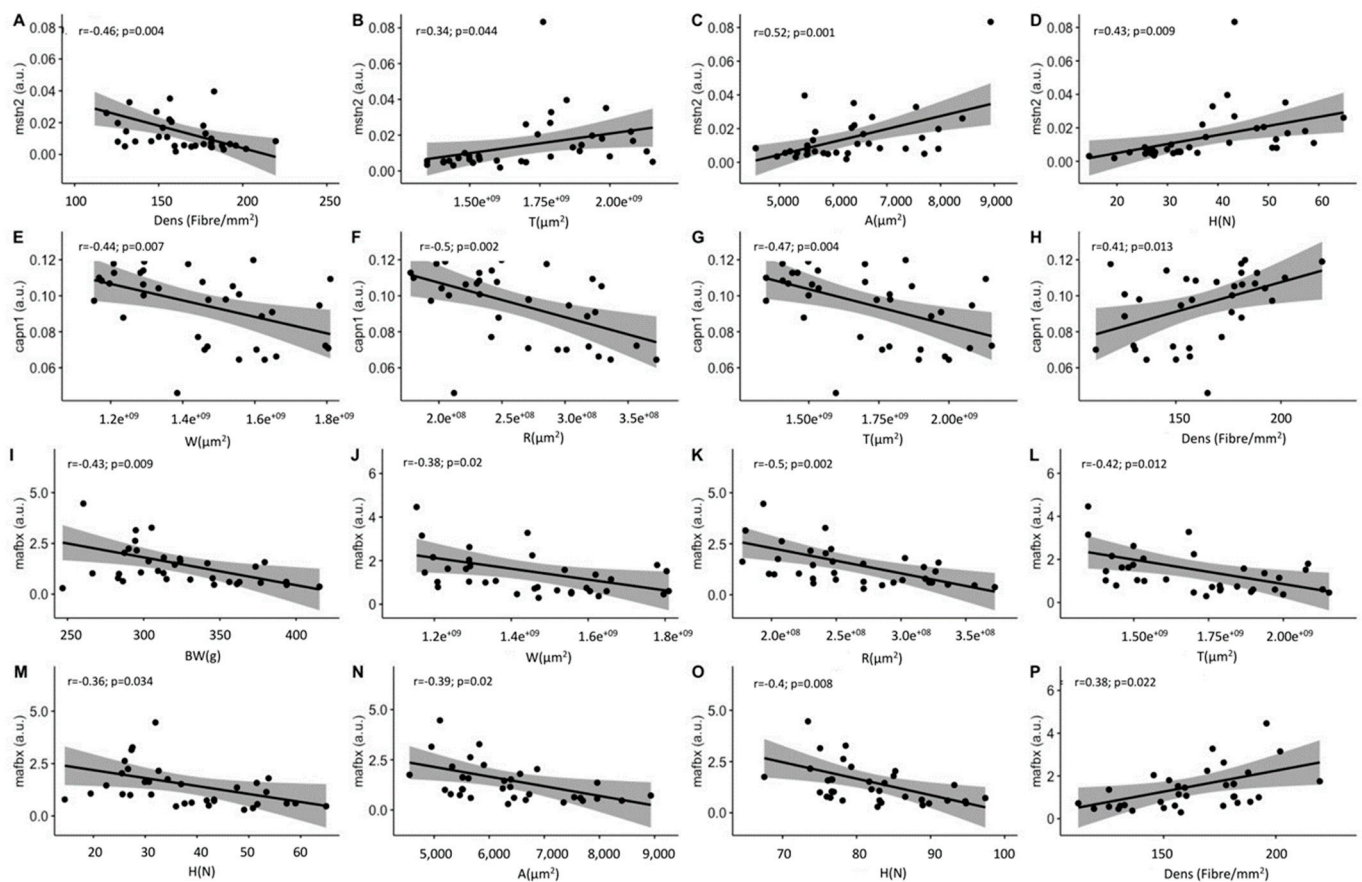 A
r=-0.46; p=0.004
mstn2 (a.u.)
0.08
0.06
0.04
0.02
0.00
100 150 200 250
Dens (Fibre/mm²)
B
r=0.34; p=0.044
mstn2 (a.u.)
0.08
0.06
0.04
0.02
0.00
1.50e⁺⁰⁹ 1.75e⁺⁰⁹ 2.00e⁺⁰⁹
T(µm²)
C
r=0.52; p=0.001
mstn2 (a.u.)
0.08
0.06
0.04
0.02
0.00
5,000 6,000 7,000 8,000 9,000
A(µm²)
D
r=0.43; p=0.009
mstn2 (a.u.)
0.08
0.06
0.04
0.02
0.00
20 30 40 50 60
H(N)
E
r=-0.44; p=0.007
capn1 (a.u.)
0.12
0.10
0.08
0.06
1.2e⁺⁰⁹ 1.4e⁺⁰⁹ 1.6e⁺⁰⁹ 1.8e⁺⁰⁹
W(µm²)
F
r=-0.5; p=0.002
capn1 (a.u.)
0.12
0.10
0.08
0.06
2.0e⁺⁰⁸ 2.5e⁺⁰⁸ 3.0e⁺⁰⁸ 3.5e⁺⁰⁸
R(µm²)
G
r=-0.47; p=0.004
capn1 (a.u.)
0.12
0.10
0.08
0.06
1.50e⁺⁰⁹ 1.75e⁺⁰⁹ 2.00e⁺⁰⁹
T(µm²)
H
r=0.41; p=0.013
capn1 (a.u.)
0.12
0.10
0.08
0.06
150 200
Dens (Fibre/mm²)
I
r=-0.43; p=0.009
mafbx (a.u.)
5.0
2.5
0.0
250 300 350 400
BW(g)
J
r=-0.38; p=0.02
mafbx (a.u.)
6
4
2
0
1.2e⁺⁰⁹ 1.4e⁺⁰⁹ 1.6e⁺⁰⁹ 1.8e⁺⁰⁹
W(µm²)
K
r=-0.5; p=0.002
mafbx (a.u.)
5.0
2.5
0.0
2.0e⁺⁰⁸ 2.5e⁺⁰⁸ 3.0e⁺⁰⁸ 3.5e⁺⁰⁸
R(µm²)
L
r=-0.42; p=0.012
mafbx (a.u.)
6
4
2
0
1.50e⁺⁰⁹ 1.75e⁺⁰⁹ 2.00e⁺⁰⁹
T(µm²)
M
r=-0.36; p=0.034
mafbx (a.u.)
5.0
2.5
0.0
20 30 40 50 60
H(N)
N
r=-0.39; p=0.02
mafbx (a.u.)
5.0
2.5
0.0
5,000 6,000 7,000 8,000 9,000
A(µm²)
O
r=-0.4; p=0.008
mafbx (a.u.)
5.0
2.5
0.0
70 80 90 100
H(N)
P
r=0.38; p=0.022
mafbx (a.u.)
6
4
2
0
150 200
Dens (Fibre/mm²)